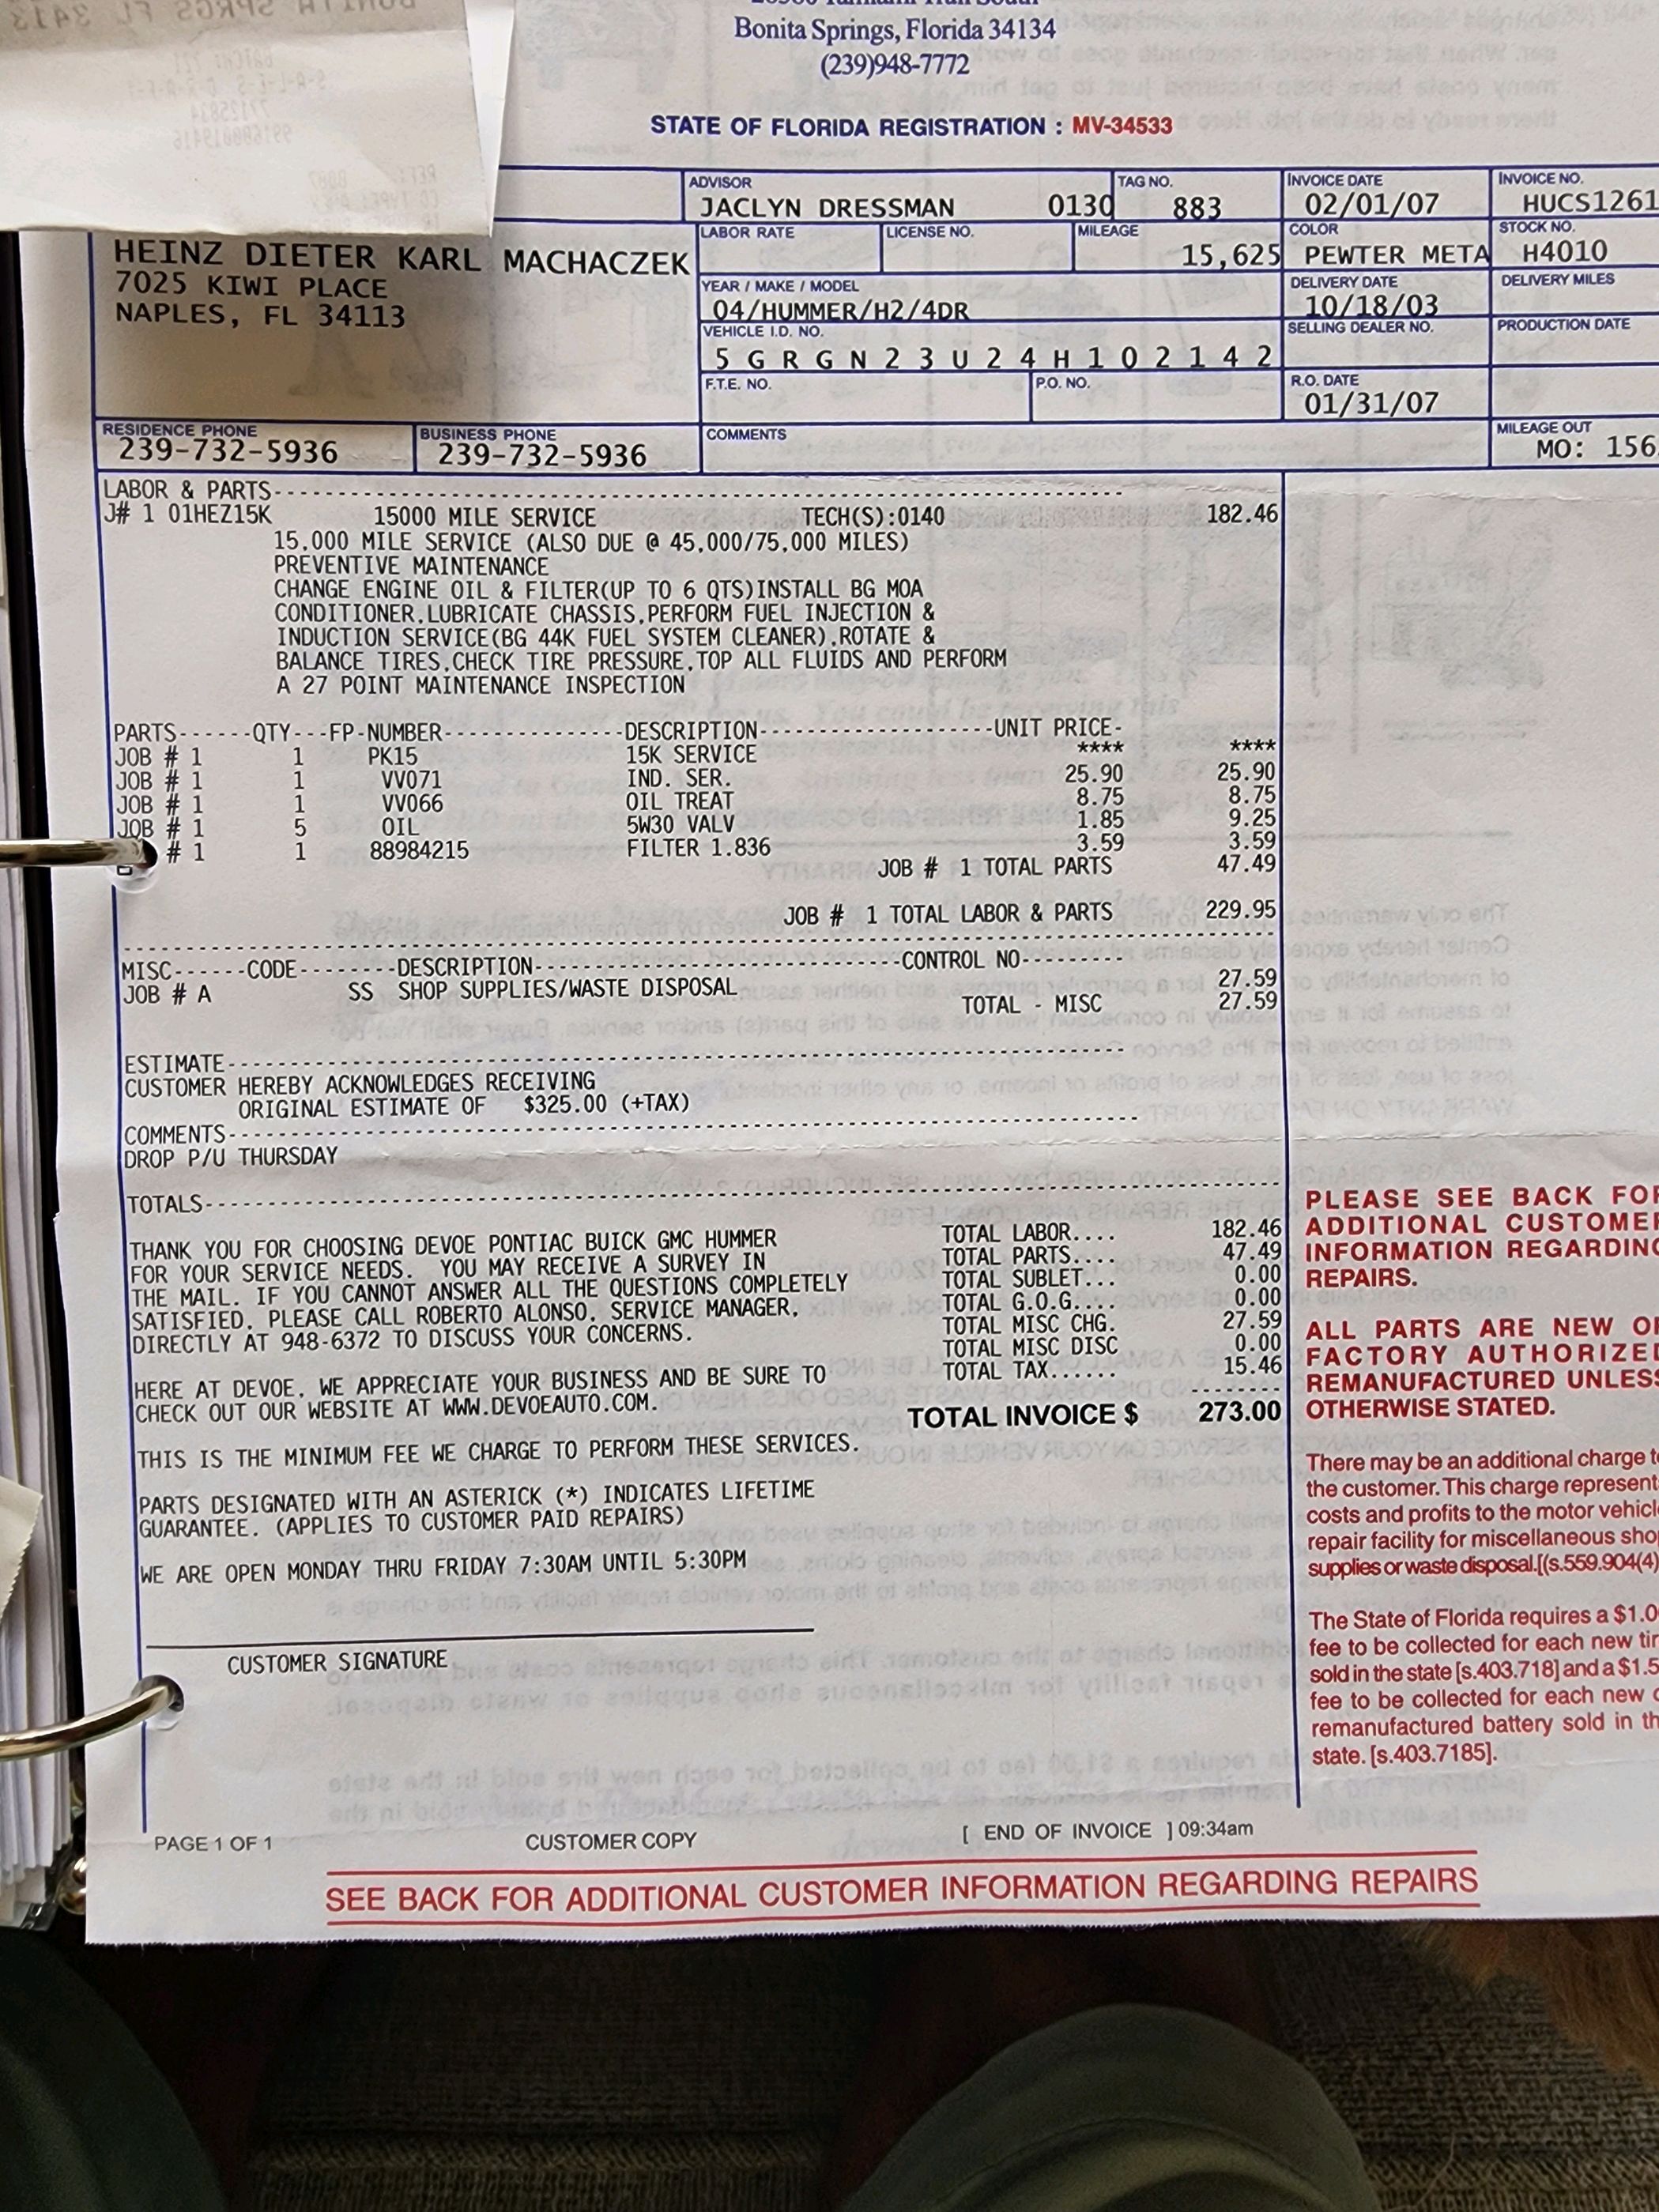 Bonita Springs, Florida 34134
(239)948-7772
STATE OF FLORIDA REGISTRATION : MV-34533
ADVISOR
JACLYN DRESSMAN 0130
TAG NO.
883
INVOICE DATE
02/01/07
INVOICE NO.
HUCS1261
HEINZ DIETER KARL MACHACZEK
7025 KIWI PLACE
NAPLES, FL 34113
LABOR RATE
LICENSE NO.
MILEAGE
15,625
COLOR
PEWTER META
STOCK NO.
H4010
YEAR / MAKE / MODEL
04/HUMMER/H2/4DR
DELIVERY DATE
10/18/03
DELIVERY MILES
VEHICLE I.D. NO.
5 G R G N 2 3 U 2 4 H 1 0 2 1 4 2
SELLING DEALER NO.
PRODUCTION DATE
F.T.E. NO.
P.O. NO.
R.O. DATE
01/31/07
RESIDENCE PHONE
239-732-5936
BUSINESS PHONE
239-732-5936
COMMENTS
MILEAGE OUT
MO: 156
LABOR & PARTS
J# 1 01HEZ15K 15000 MILE SERVICE TECH(S):0140 182.46
15,000 MILE SERVICE (ALSO DUE @ 45,000/75,000 MILES)
PREVENTIVE MAINTENANCE
CHANGE ENGINE OIL & FILTER(UP TO 6 QTS)INSTALL BG MOA
CONDITIONER,LUBRICATE CHASSIS,PERFORM FUEL INJECTION &
INDUCTION SERVICE(BG 44K FUEL SYSTEM CLEANER),ROTATE &
BALANCE TIRES,CHECK TIRE PRESSURE,TOP ALL FLUIDS AND PERFORM
A 27 POINT MAINTENANCE INSPECTION
PARTS------QTY---FP-NUMBER---------------DESCRIPTION--------------------UNIT PRICE-
JOB # 1 1 PK15 15K SERVICE **** ****
JOB # 1 1 VV071 IND. SER. 25.90 25.90
JOB # 1 1 VV066 OIL TREAT 8.75 8.75
JOB # 1 5 OIL 5W30 VALV 1.85 9.25
# 1 1 88984215 FILTER 1.836 3.59 3.59
JOB # 1 TOTAL PARTS 47.49
JOB # 1 TOTAL LABOR & PARTS 229.95
MISC------CODE--------DESCRIPTION-------------------------------CONTROL NO---------
JOB # A SS SHOP SUPPLIES/WASTE DISPOSAL 27.59
TOTAL - MISC 27.59
ESTIMATE
CUSTOMER HEREBY ACKNOWLEDGES RECEIVING
ORIGINAL ESTIMATE OF $325.00 (+TAX)
COMMENTS
DROP P/U THURSDAY
TOTALS
THANK YOU FOR CHOOSING DEVOE PONTIAC BUICK GMC HUMMER
FOR YOUR SERVICE NEEDS. YOU MAY RECEIVE A SURVEY IN
THE MAIL. IF YOU CANNOT ANSWER ALL THE QUESTIONS COMPLETELY
SATISFIED, PLEASE CALL ROBERTO ALONSO, SERVICE MANAGER,
DIRECTLY AT 948-6372 TO DISCUSS YOUR CONCERNS.
HERE AT DEVOE, WE APPRECIATE YOUR BUSINESS AND BE SURE TO
CHECK OUT OUR WEBSITE AT WWW.DEVOEAUTO.COM.
THIS IS THE MINIMUM FEE WE CHARGE TO PERFORM THESE SERVICES.
PARTS DESIGNATED WITH AN ASTERICK (*) INDICATES LIFETIME
GUARANTEE. (APPLIES TO CUSTOMER PAID REPAIRS)
WE ARE OPEN MONDAY THRU FRIDAY 7:30AM UNTIL 5:30PM
TOTAL LABOR.... 182.46
TOTAL PARTS.... 47.49
TOTAL SUBLET... 0.00
TOTAL G.O.G.... 0.00
TOTAL MISC CHG. 27.59
TOTAL MISC DISC 0.00
TOTAL TAX...... 15.46
TOTAL INVOICE $ 273.00
CUSTOMER SIGNATURE
PLEASE SEE BACK FOR
ADDITIONAL CUSTOMER
INFORMATION REGARDING
REPAIRS.
ALL PARTS ARE NEW OR
FACTORY AUTHORIZED
REMANUFACTURED UNLESS
OTHERWISE STATED.
There may be an additional charge to
the customer. This charge represent
costs and profits to the motor vehicl
repair facility for miscellaneous sho
supplies or waste disposal.[(s.559.904(4)
The State of Florida requires a $1.0
fee to be collected for each new tir
sold in the state [s.403.718] and a $1.5
fee to be collected for each new o
remanufactured battery sold in th
state. [s.403.7185].
PAGE 1 OF 1
CUSTOMER COPY
[ END OF INVOICE ] 09:34am
SEE BACK FOR ADDITIONAL CUSTOMER INFORMATION REGARDING REPAIRS